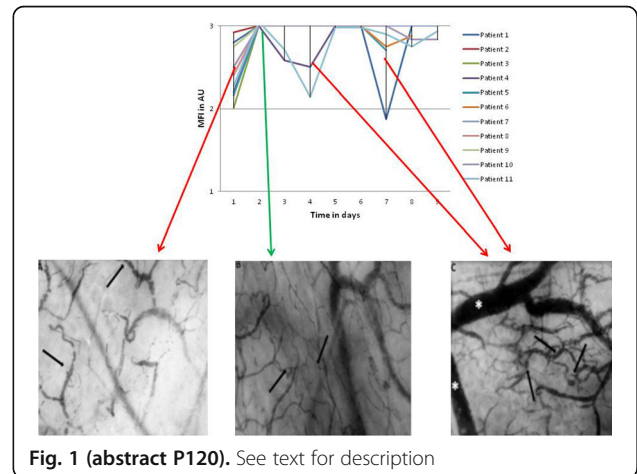 3
2
1
MFI in AU
1 2 3 4 5 6 7 8 9
Time in days
Patient 1
Patient 2
Patient 3
Patient 4
Patient 5
Patient 6
Patient 7
Patient 8
Patient 9
Patient 10
Patient 11
B
C
*
*
Fig. 1 (abstract P120). See text for description